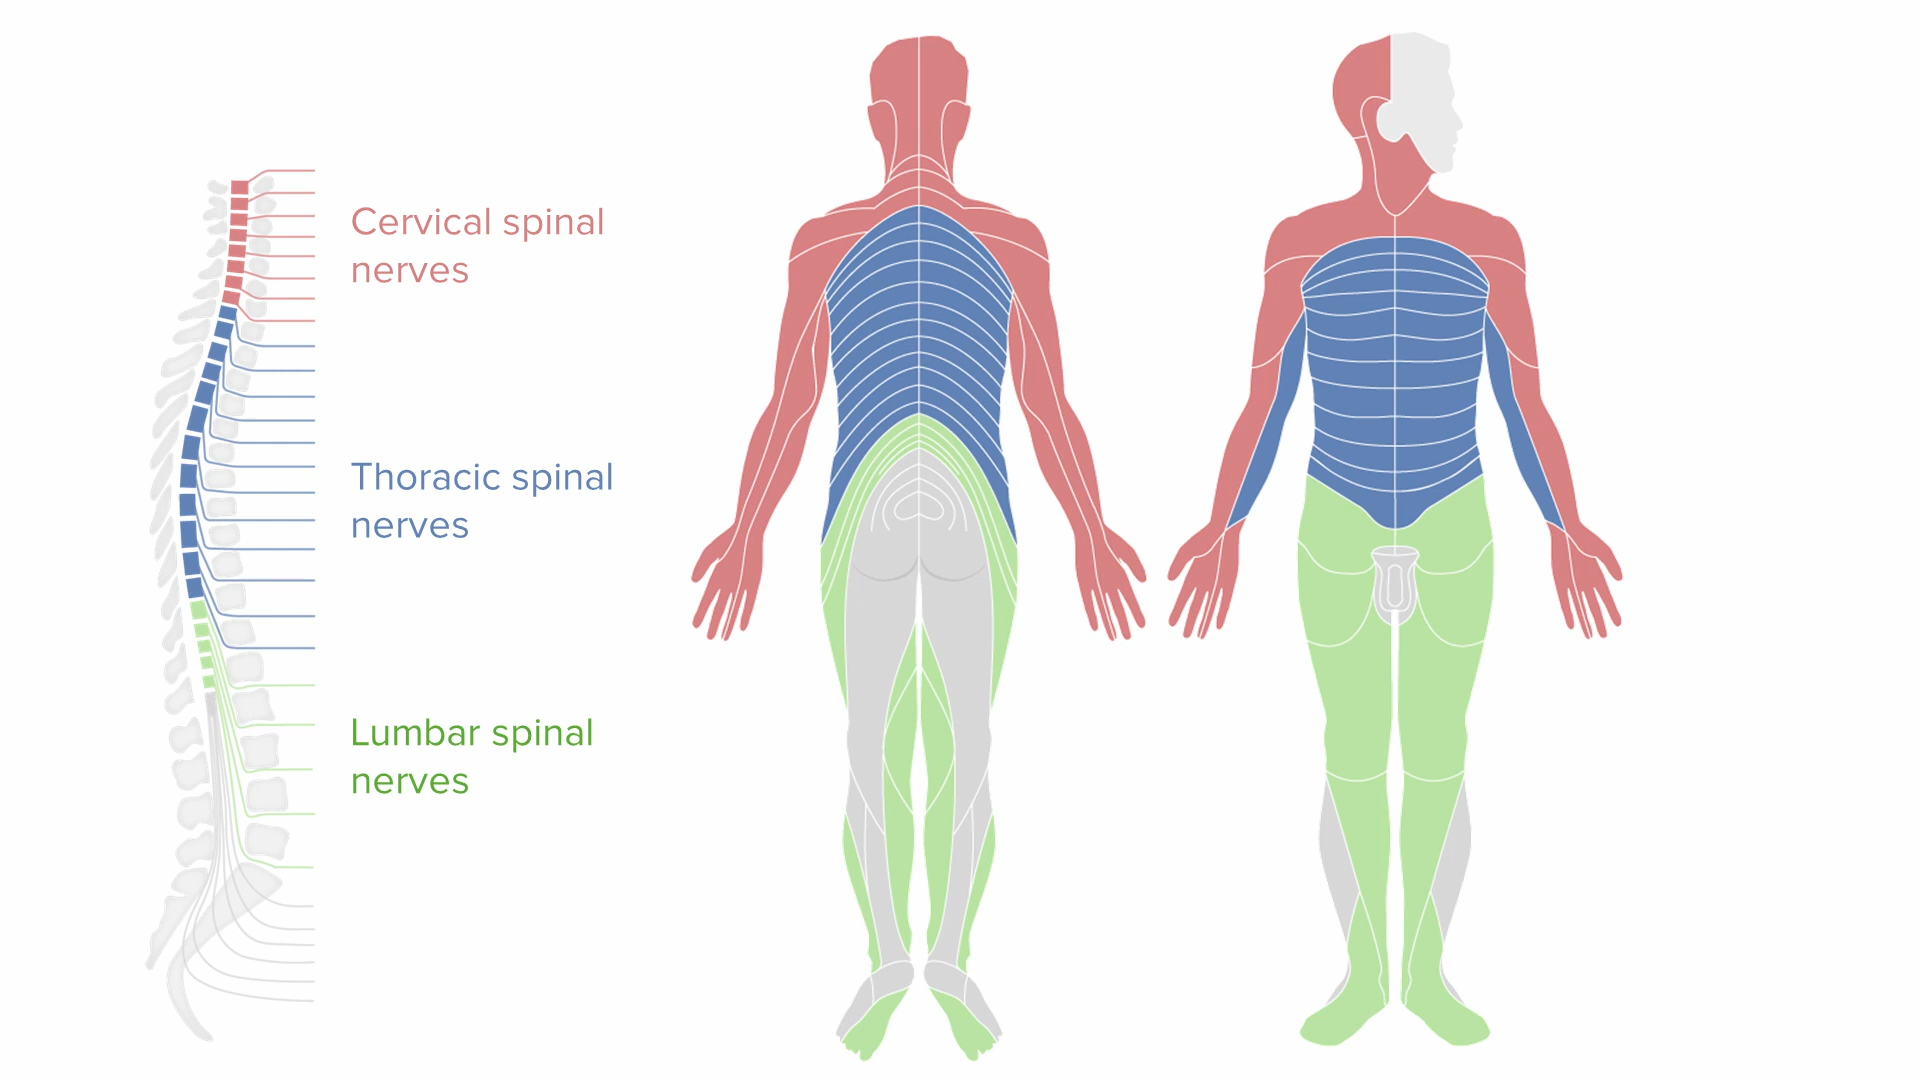 Cervical spinal
nerves
Thoracic spinal
nerves
Lumbar spinal
nerves